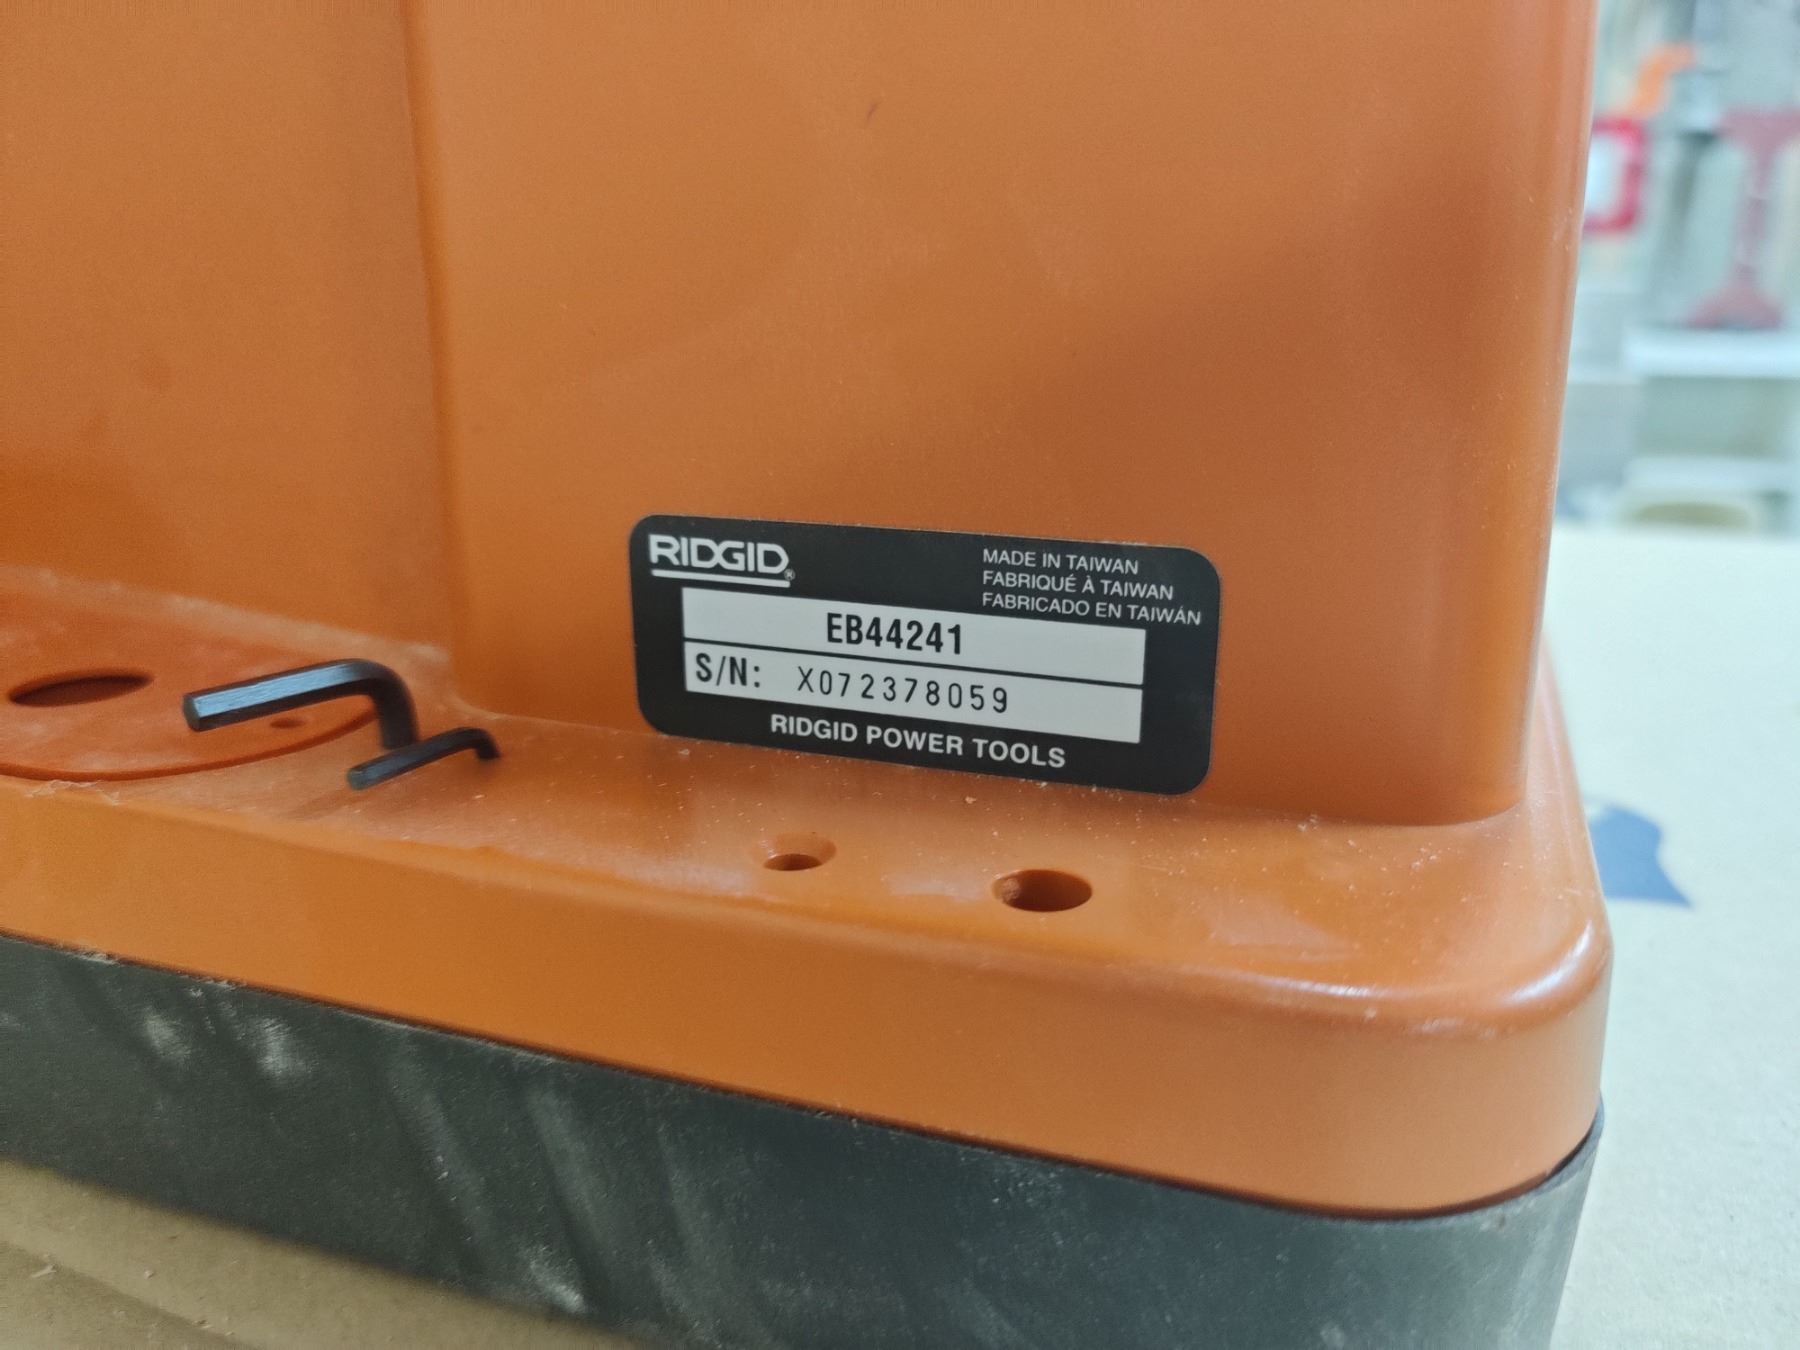 RIDGID®
MADE IN TAIWAN
FABRIQUÉ À TAIWAN
FABRICADO EN TAIWÁN
EB44241
S/N: X072378059
RIDGID POWER TOOLS